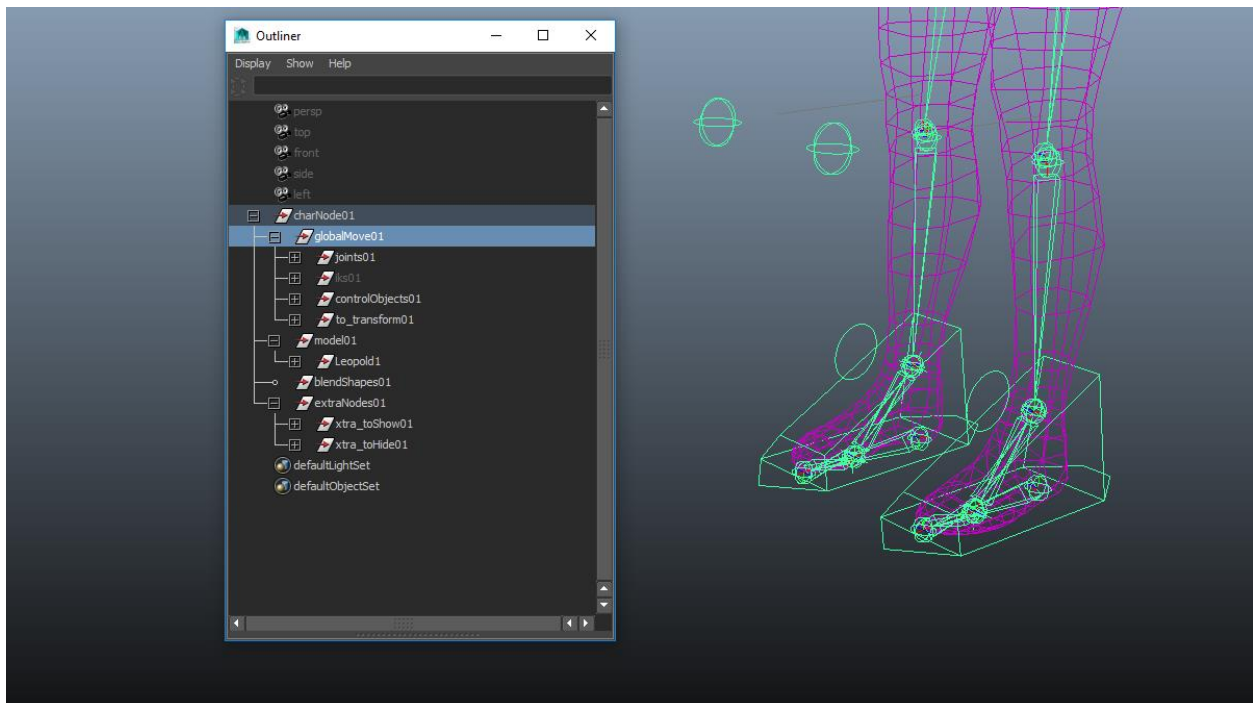 Outliner
Display Show Help
persp
top
front
side
left
charNode01
globalMove01
joints01
iks01
controlObjects01
to_transform01
model01
Leopold1
blendShapes01
extraNodes01
xtra_toShow01
xtra_toHide01
defaultLightSet
defaultObjectSet